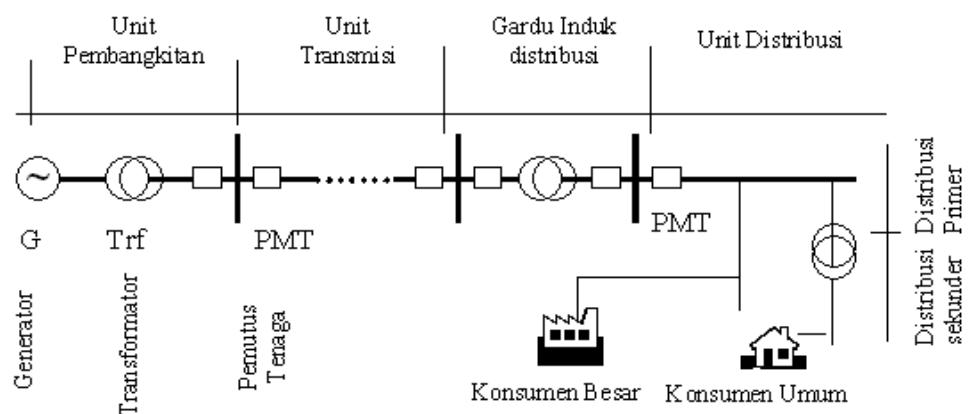 Unit
Pembangkitan
Unit
Transmisi
Gardu Induk
distribusi
Unit Distribusi
~
G
Trf
PMT
PMT
Generator
Transformator
Pemutus
Tenaga
Konsumen Besar
Konsumen Umum
Distribusi
Primer
Distribusi
sekunder